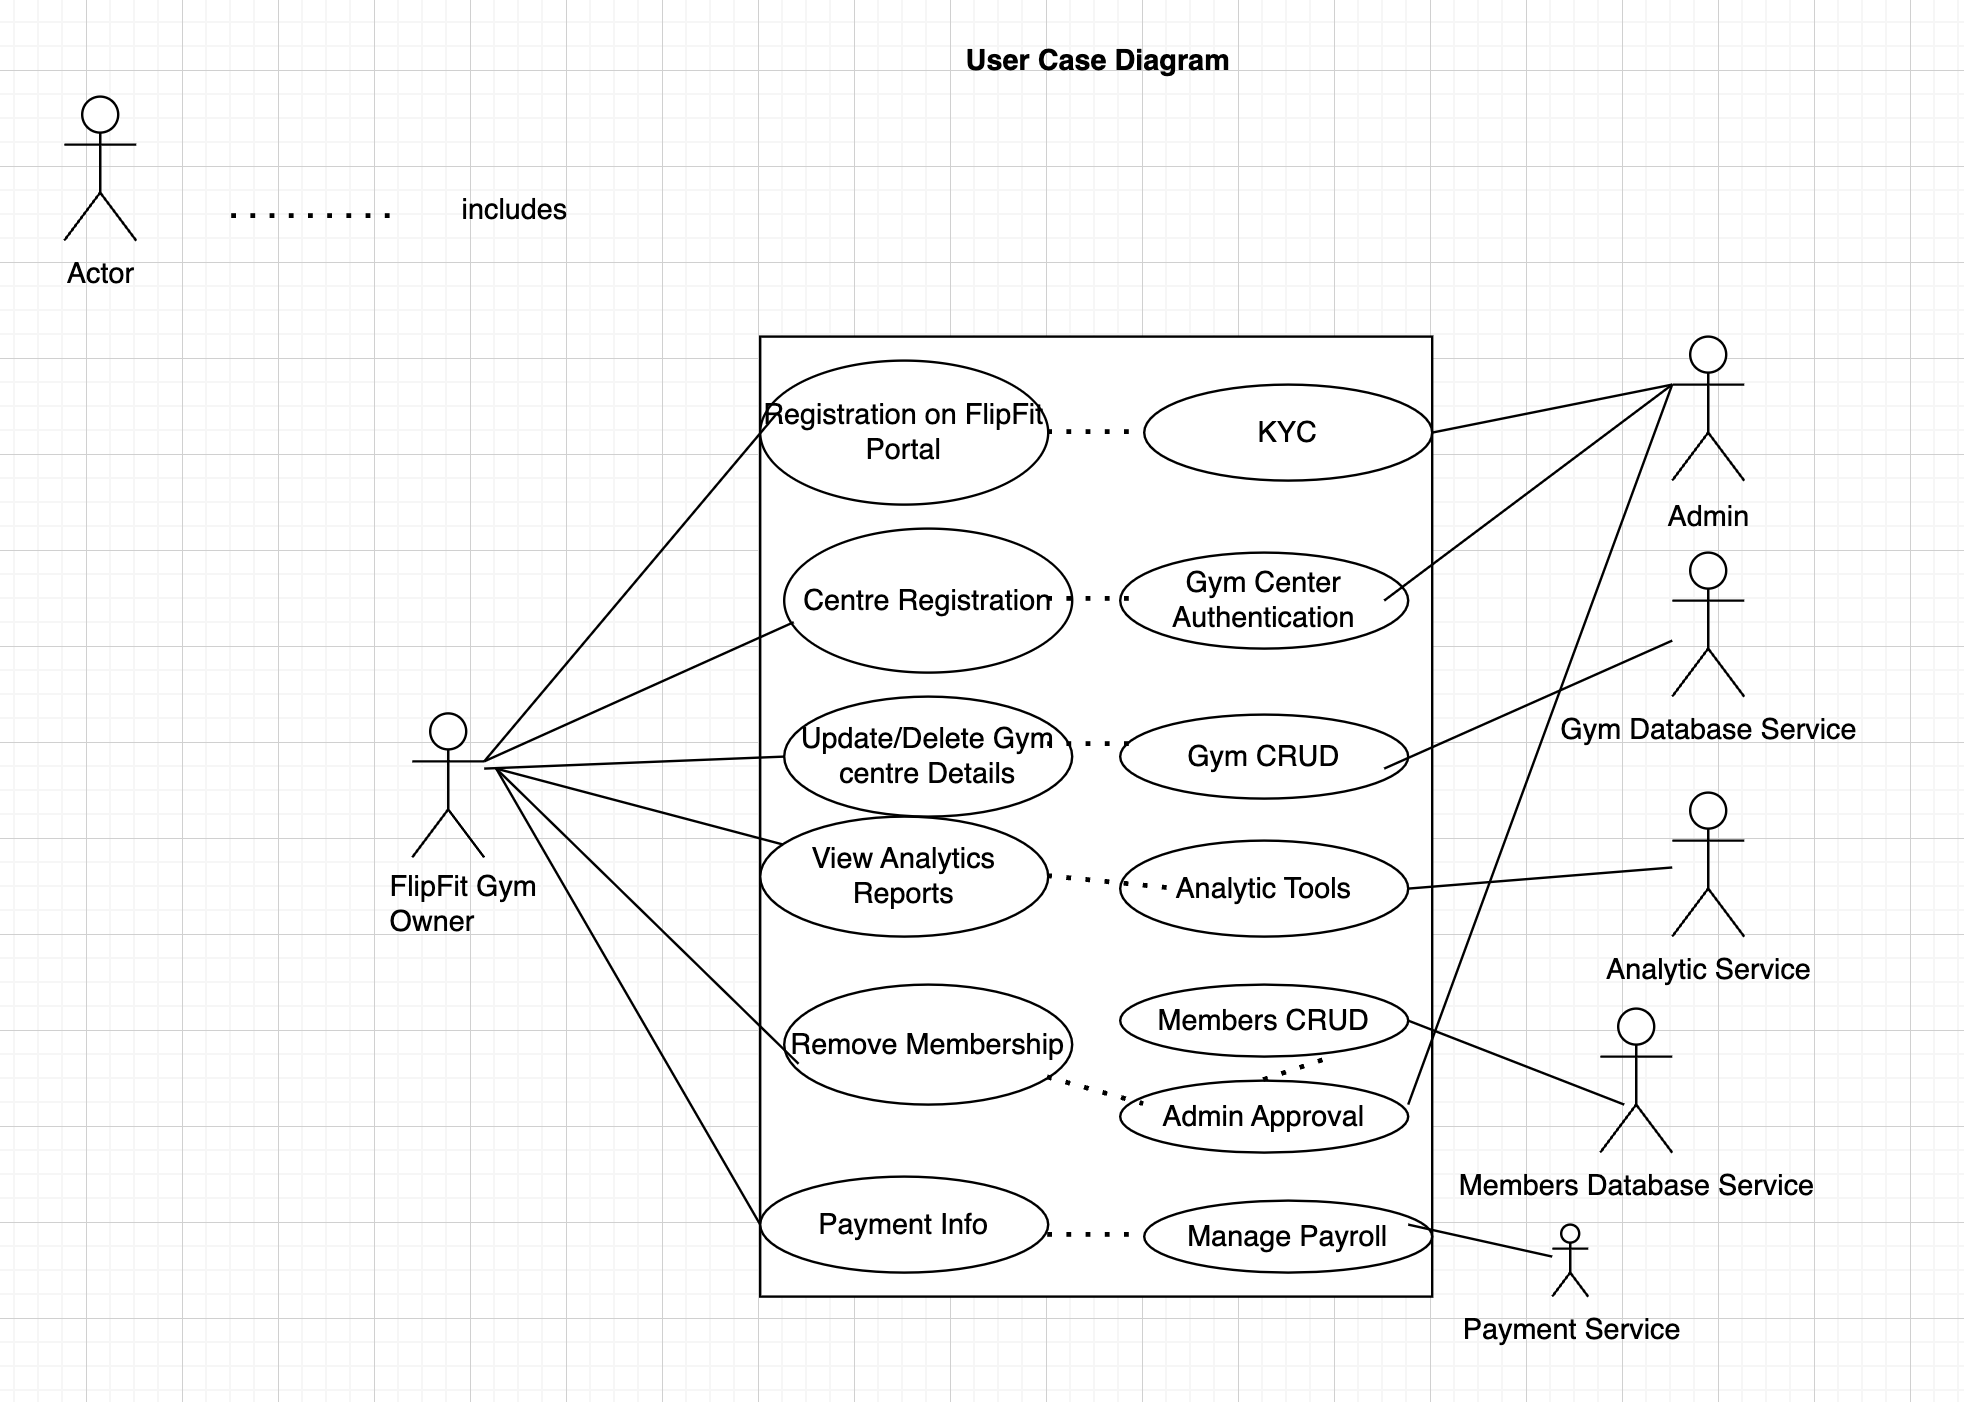 User Case Diagram
Actor
includes
Registration on FlipFit
Portal
KYC
Admin
Centre Registration
Gym Center
Authentication
Gym Database Service
Update/Delete Gym
centre Details
Gym CRUD
FlipFit Gym
Owner
View Analytics
Reports
Analytic Tools
Analytic Service
Remove Membership
Members CRUD
Admin Approval
Members Database Service
Payment Info
Manage Payroll
Payment Service